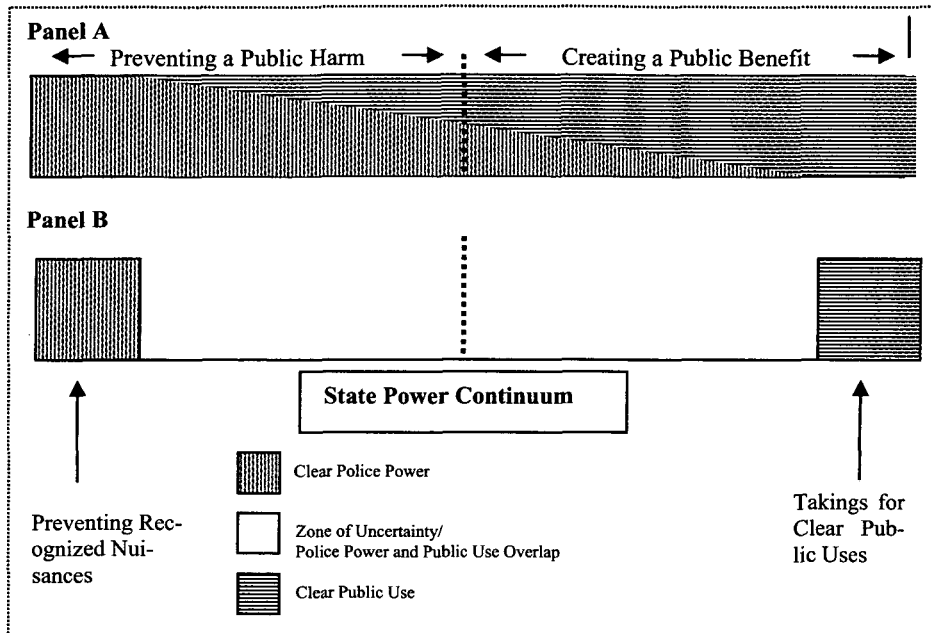 Panel A
Preventing a Public Harm
Creating a Public Benefit
Panel B
State Power Continuum
Clear Police Power
Zone of Uncertainty/
Police Power and Public Use Overlap
Clear Public Use
Preventing Rec-
ognized Nui-
sances
Takings for
Clear Pub-
lic Uses